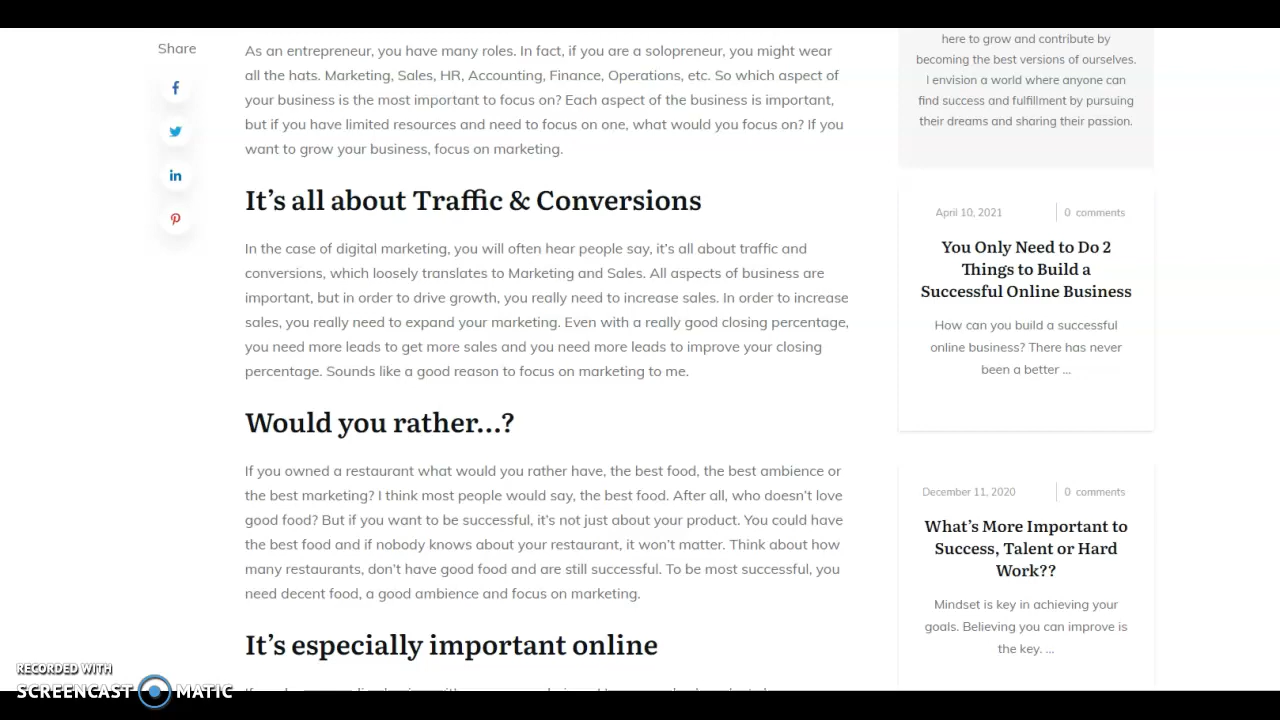 Share
As an entrepreneur, you have many roles. In fact, if you are a solopreneur, you might wear
all the hats. Marketing, Sales, HR, Accounting, Finance, Operations, etc. So which aspect of
your business is the most important to focus on? Each aspect of the business is important,
but if you have limited resources and need to focus on one, what would you focus on? If you
want to grow your business, focus on marketing.
It's all about Traffic & Conversions
In the case of digital marketing, you will often hear people say, it's all about traffic and
conversions, which loosely translates to Marketing and Sales. All aspects of business are
important, but in order to drive growth, you really need to increase sales. In order to increase
sales, you really need to expand your marketing. Even with a really good closing percentage,
you need more leads to get more sales and you need more leads to improve your closing
percentage. Sounds like a good reason to focus on marketing to me.
Would you rather...?
If you owned a restaurant what would you rather have, the best food, the best ambience or
the best marketing? I think most people would say, the best food. After all, who doesn't love
good food? But if you want to be successful, it's not just about your product. You could have
the best food and if nobody knows about your restaurant, it won't matter. Think about how
many restaurants, don't have good food and are still successful. To be most successful, you
need decent food, a good ambience and focus on marketing.
It's especially important online
here to grow and contribute by
becoming the best versions of ourselves.
I envision a world where anyone can
find success and fulfillment by pursuing
their dreams and sharing their passion.
April 10, 2021
0 comments
You Only Need to Do 2
Things to Build a
Successful Online Business
How can you build a successful
online business? There has never
been a better ...
December 11, 2020
0 comments
What's More Important to
Success, Talent or Hard
Work??
Mindset is key in achieving your
goals. Believing you can improve is
the key. ...
RECORDED WITH
SCREENCAST MATIC